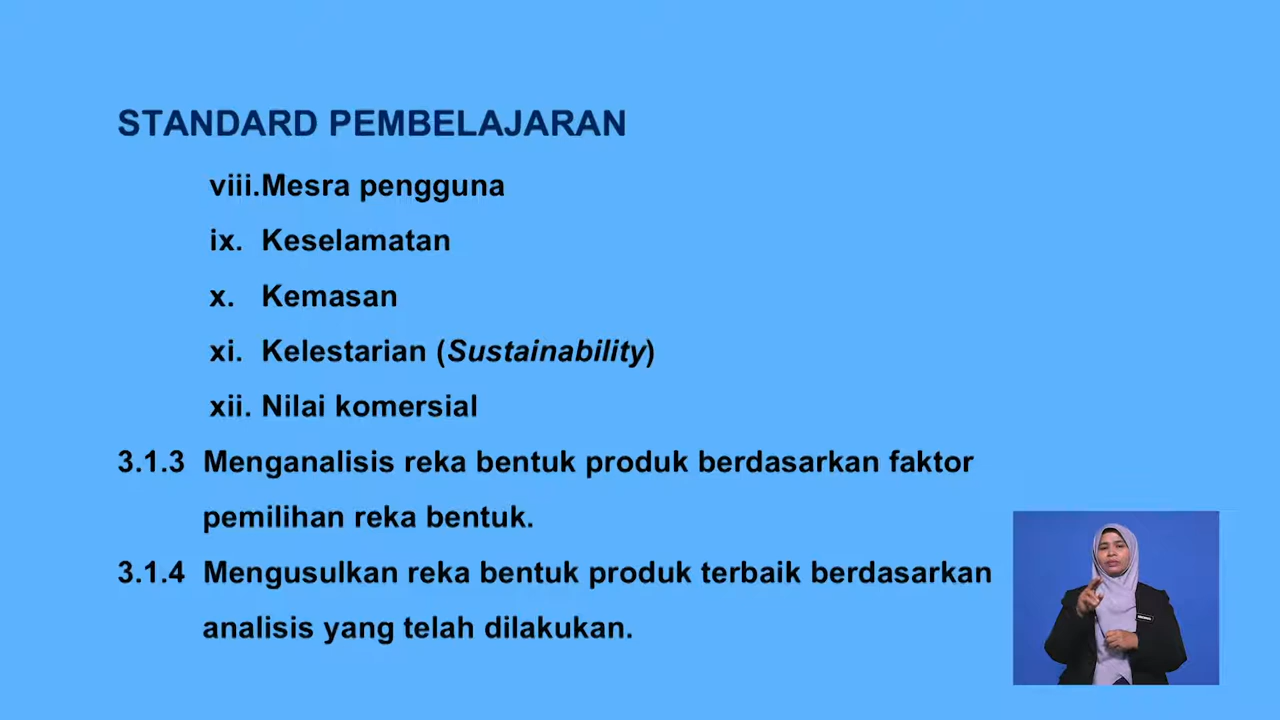 STANDARD PEMBELAJARAN
viii.Mesra pengguna
ix. Keselamatan
x. Kemasan
xi. Kelestarian (Sustainability)
xii. Nilai komersial
3.1.3 Menganalisis reka bentuk produk berdasarkan faktor
pemilihan reka bentuk.
3.1.4 Mengusulkan reka bentuk produk terbaik berdasarkan
analisis yang telah dilakukan.